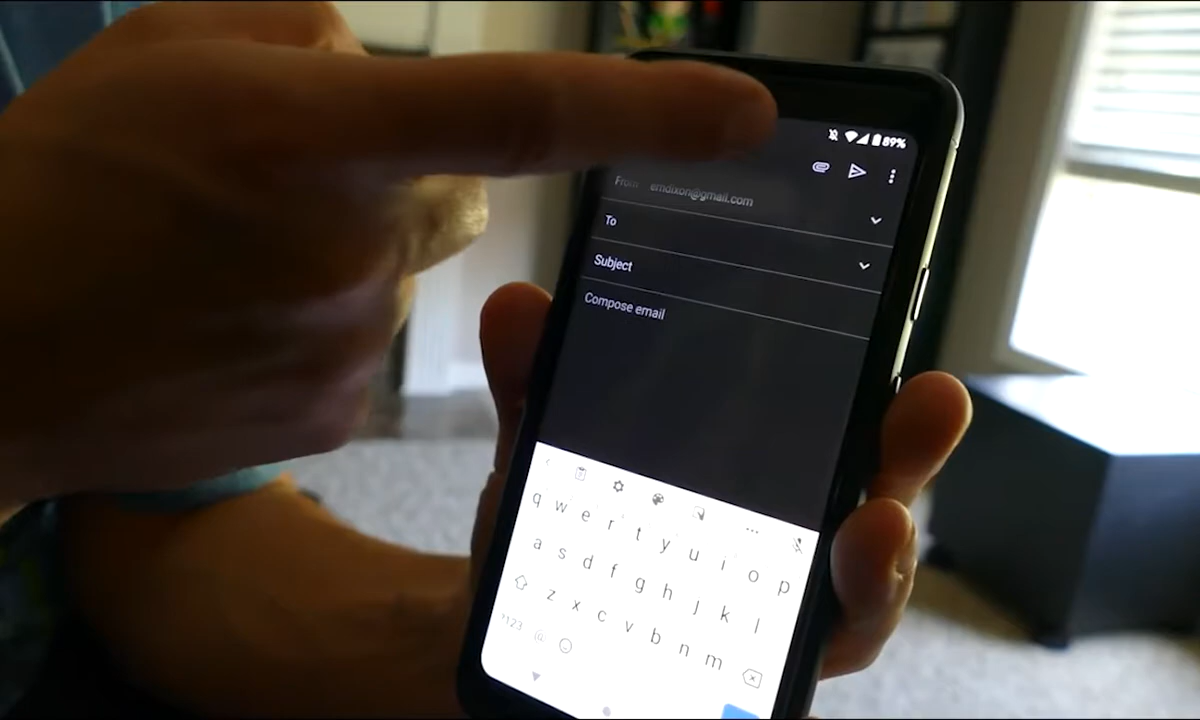 89%
From emdixon@gmail.com
To
Subject
Compose email
q w e r t y u i o p
a s d f g h j k l
z x c v b n m
?123 @